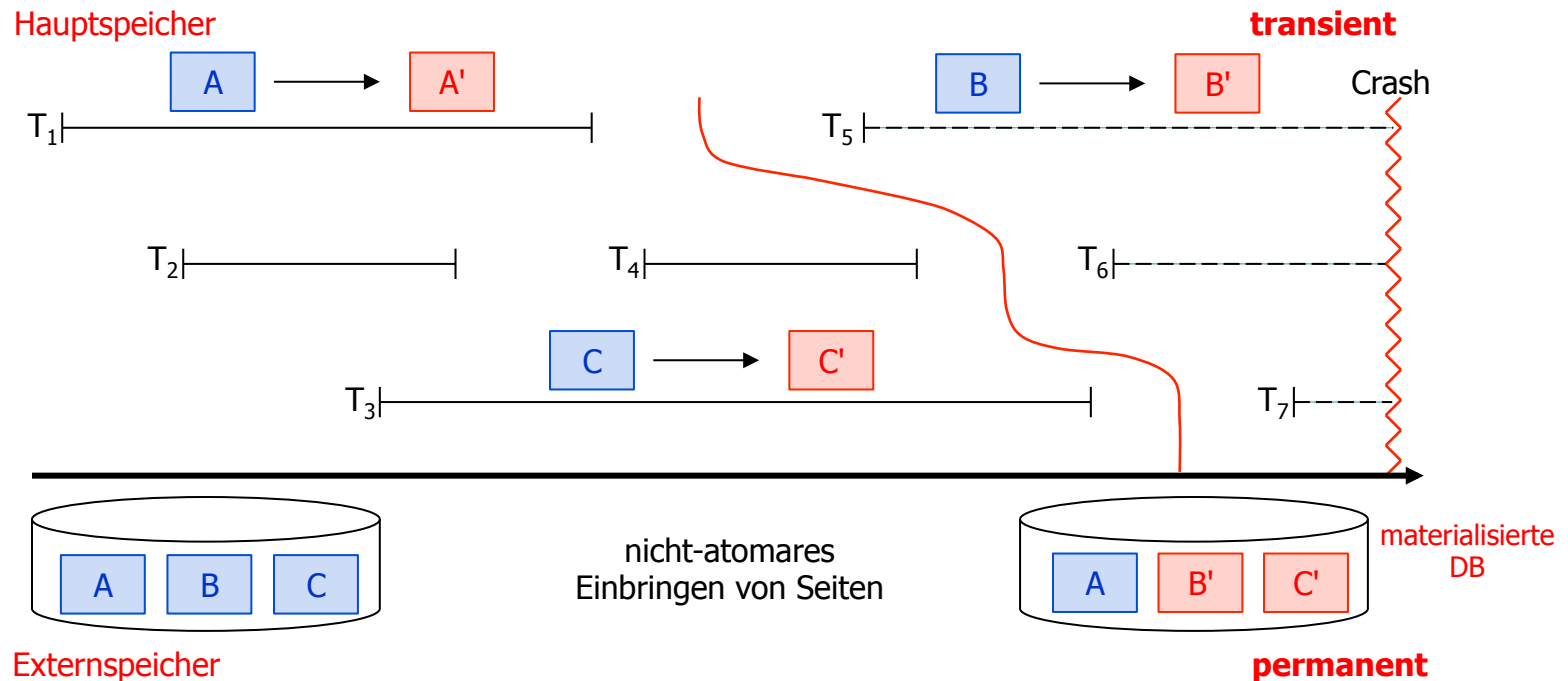 Hauptspeicher
transient
A
A'
B
B'
Crash
T₁
T₅
T₂
T₄
T₆
C
C'
T₃
T₇
A B C
nicht-atomares
Einbringen von Seiten
A B' C'
materialisierte
DB
Externspeicher
permanent